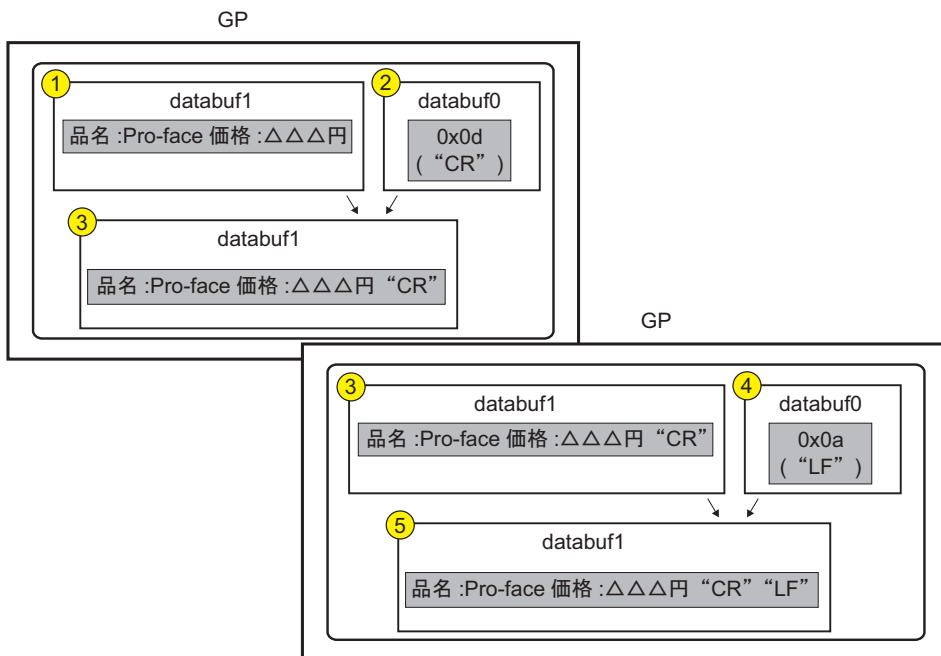 GP
1
databuf1
品名 :Pro-face 価格 :△△△円
2
databuf0
0x0d
( “CR” )
3
databuf1
品名 :Pro-face 価格 :△△△円 “CR”
GP
3
databuf1
品名 :Pro-face 価格 :△△△円 “CR”
4
databuf0
0x0a
( “LF” )
5
databuf1
品名 :Pro-face 価格 :△△△円 “CR” “LF”